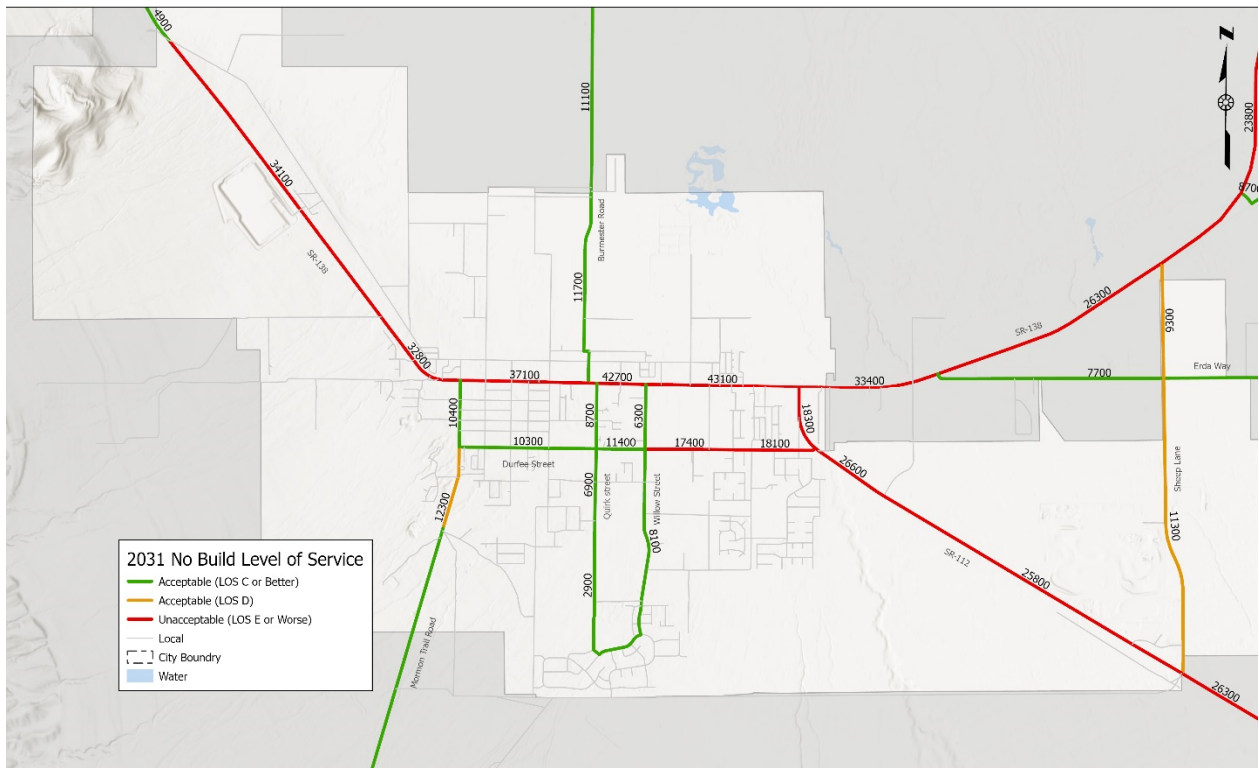 4900
11100
N
23800
8700
34100
Burmester Road
SR-138
11700
26300
SR-138
9300
32800
37100
42700
43100
33400
7700
Erda Way
10400
8700
6300
18300
10300
11400
17400
18100
Durfee Street
26600
6900
Quirk street
Willow Street
Shop Lane
12300
8100
11300
SR-112
25800
2900
Mormon Trail Road
26300
2031 No Build Level of Service
Acceptable (LOS C or Better)
Acceptable (LOS D)
Unacceptable (LOS E or Worse)
Local
City Boundry
Water